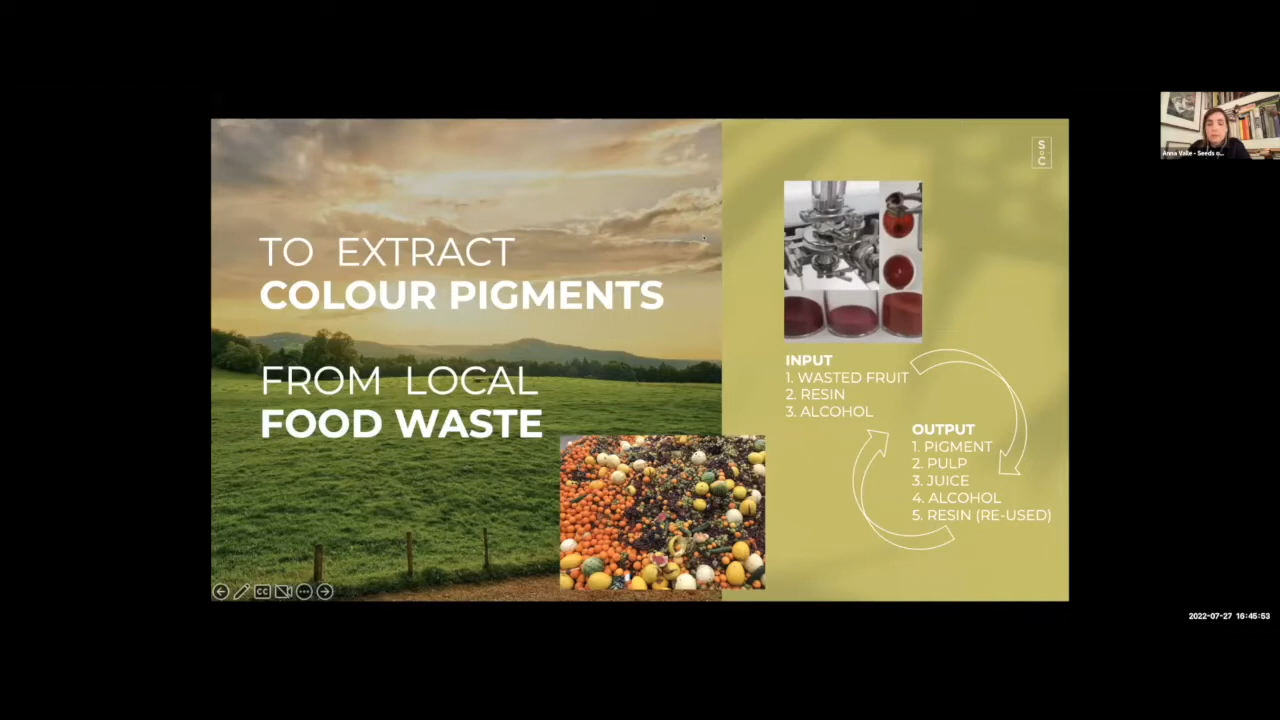 TO EXTRACT
COLOUR PIGMENTS
FROM LOCAL
FOOD WASTE
S
C
INPUT
1. WASTED FRUIT
2. RESIN
3. ALCOHOL
OUTPUT
1. PIGMENT
2. PULP
3. JUICE
4. ALCOHOL
5. RESIN (RE-USED)
CC
Anna Valle - Seeds o...
2022-07-27 16:45:53